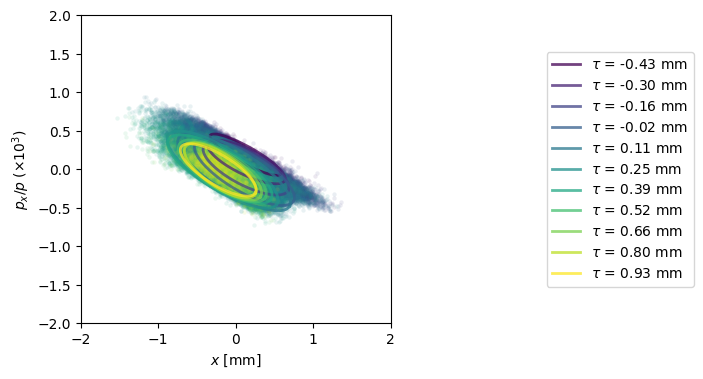 2.0
1.5
1.0
0.5
0.0
−0.5
−1.0
−1.5
−2.0
−2
−1
0
1
2
p_x/p (×10³)
x [mm]
τ = -0.43 mm
τ = -0.30 mm
τ = -0.16 mm
τ = -0.02 mm
τ = 0.11 mm
τ = 0.25 mm
τ = 0.39 mm
τ = 0.52 mm
τ = 0.66 mm
τ = 0.80 mm
τ = 0.93 mm